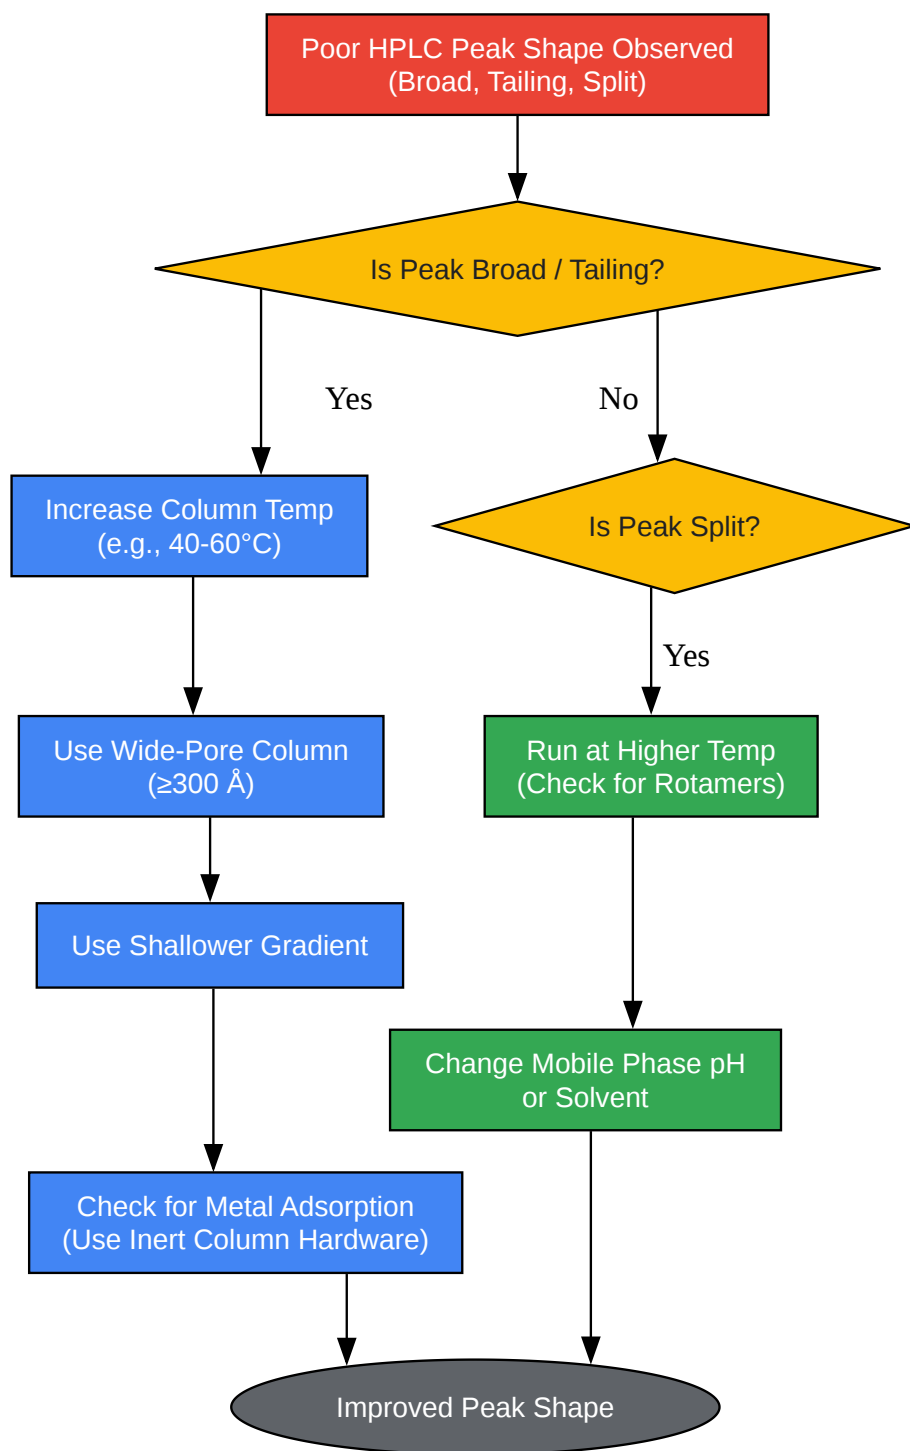 Poor HPLC Peak Shape Observed
(Broad, Tailing, Split)
Is Peak Broad / Tailing?
Yes
No
Increase Column Temp
(e.g., 40-60°C)
Is Peak Split?
Yes
Use Wide-Pore Column
(≥300 Å)
Run at Higher Temp
(Check for Rotamers)
Use Shallower Gradient
Change Mobile Phase pH
or Solvent
Check for Metal Adsorption
(Use Inert Column Hardware)
Improved Peak Shape